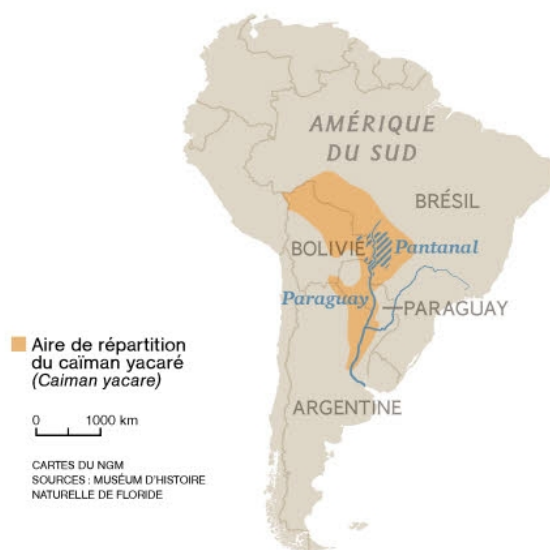 AMÉRIQUE
DU SUD
BRÉSIL
BOLIVIÉ
Pantanal
Paraguay
PARAGUAY
Aire de répartition
du caïman yacaré
(Caiman yacare)
0 1000 km
ARGENTINE
CARTES DU NGM
SOURCES : MUSÉUM D'HISTOIRE
NATURELLE DE FLORIDE